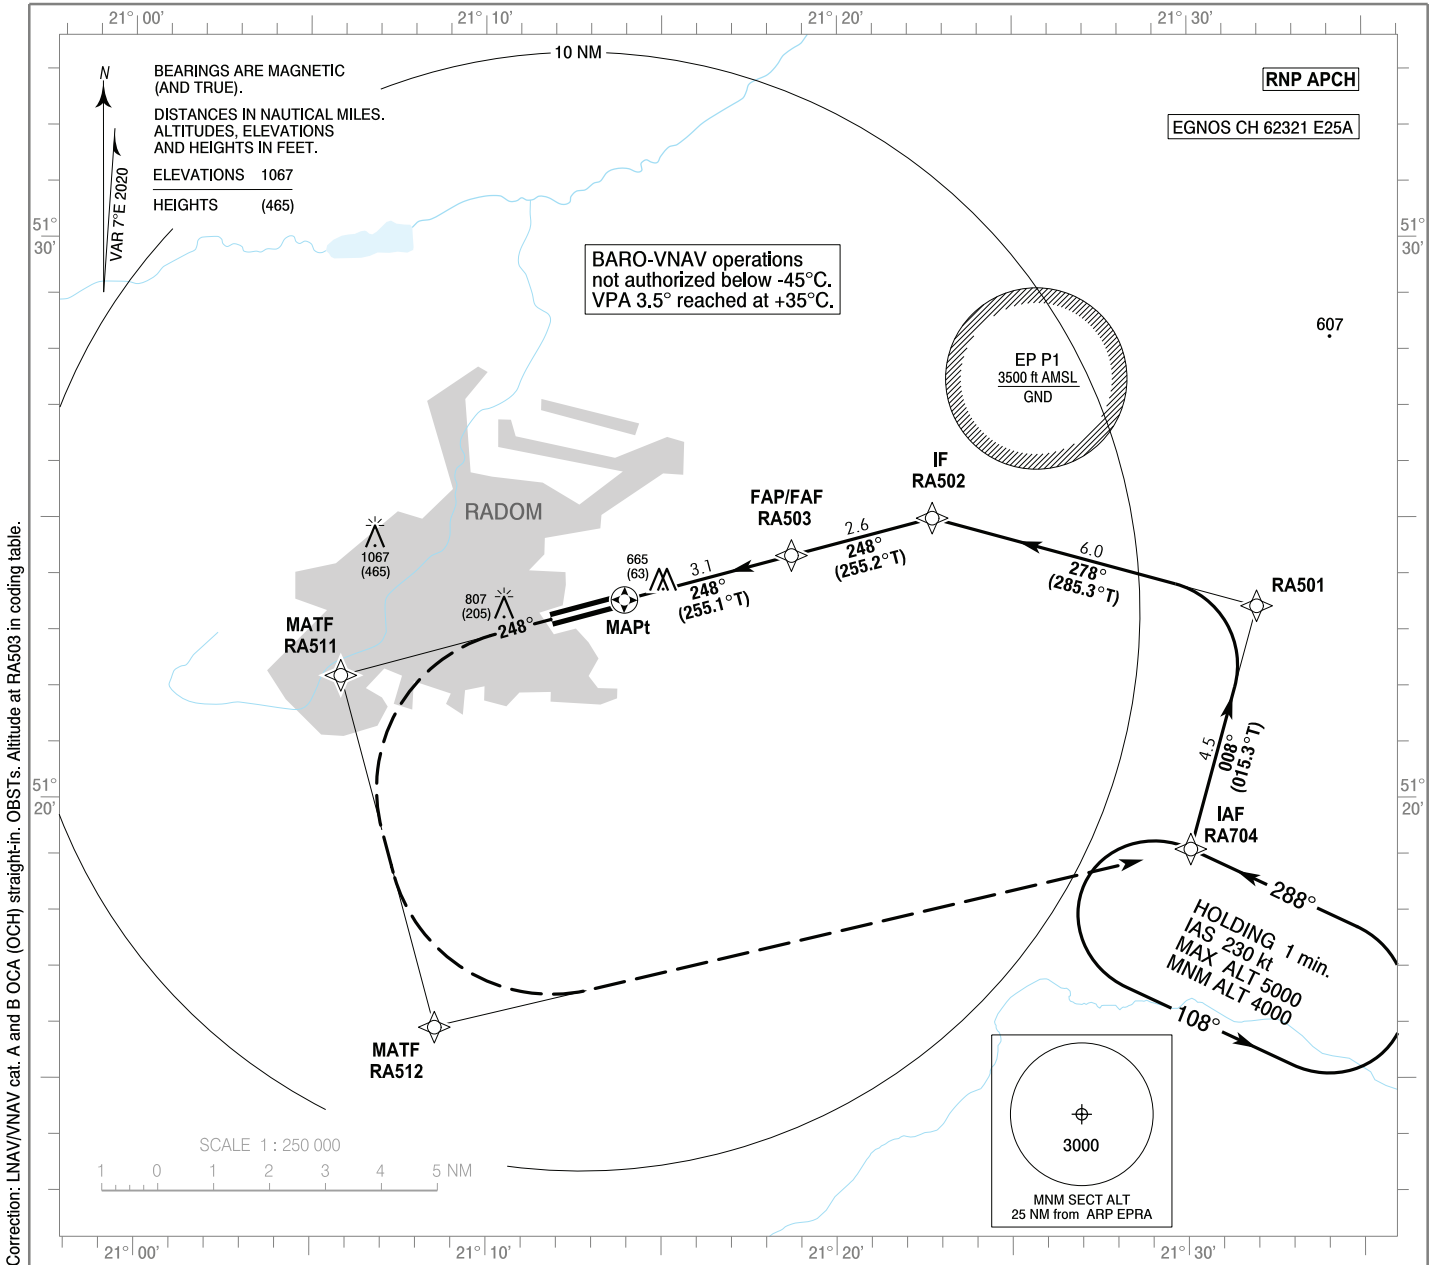 21° 00'
21° 10'
21° 20'
21° 30'
10 NM
N
VAR 7°E 2020
BEARINGS ARE MAGNETIC
(AND TRUE).
DISTANCES IN NAUTICAL MILES.
ALTITUDES, ELEVATIONS
AND HEIGHTS IN FEET.
ELEVATIONS 1067
HEIGHTS (465)
RNP APCH
EGNOS CH 62321 E25A
51°
30'
51°
30'
BARO-VNAV operations
not authorized below -45°C.
VPA 3.5° reached at +35°C.
607
EP P1
3500 ft AMSL
GND
IF
RA502
FAP/FAF
RA503
RADOM
2.6
248°
(255.2°T)
6.0
278°
(285.3°T)
RA501
1067
(465)
665
(63)
3.1
248°
(255.1°T)
807
(205)
248°
MAPt
MATF
RA511
4.5
008°
(015.3°T)
51°
20'
51°
20'
IAF
RA704
288°
HOLDING 1 min.
IAS 230 kt
MAX ALT 5000
MNM ALT 4000
108°
MATF
RA512
3000
MNM SECT ALT
25 NM from ARP EPRA
SCALE 1 : 250 000
1 0 1 2 3 4 5 NM
21° 00'
21° 10'
21° 20'
21° 30'
Correction: LNAV/VNAV cat. A and B OCA (OCH) straight-in. OBSTs. Altitude at RA503 in coding table.